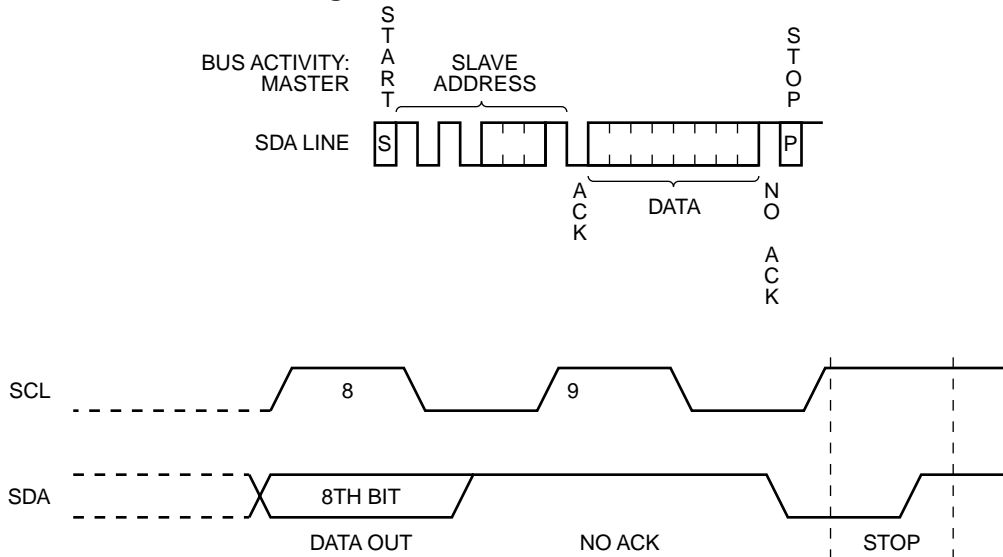 START
BUS ACTIVITY:
MASTER
SLAVE
ADDRESS
STOP
SDA LINE
S
P
ACK
DATA
NO ACK
SCL
8
9
SDA
8TH BIT
DATA OUT
NO ACK
STOP